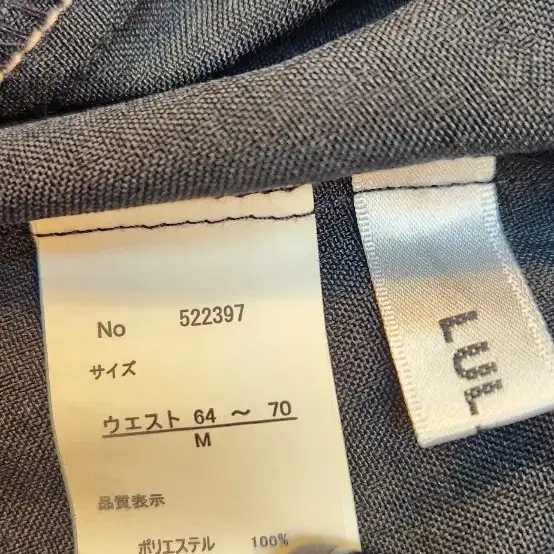 No 522397
サイズ
ウエスト 64 ～ 70
M
品質表示
ポリエステル 100%
LUL